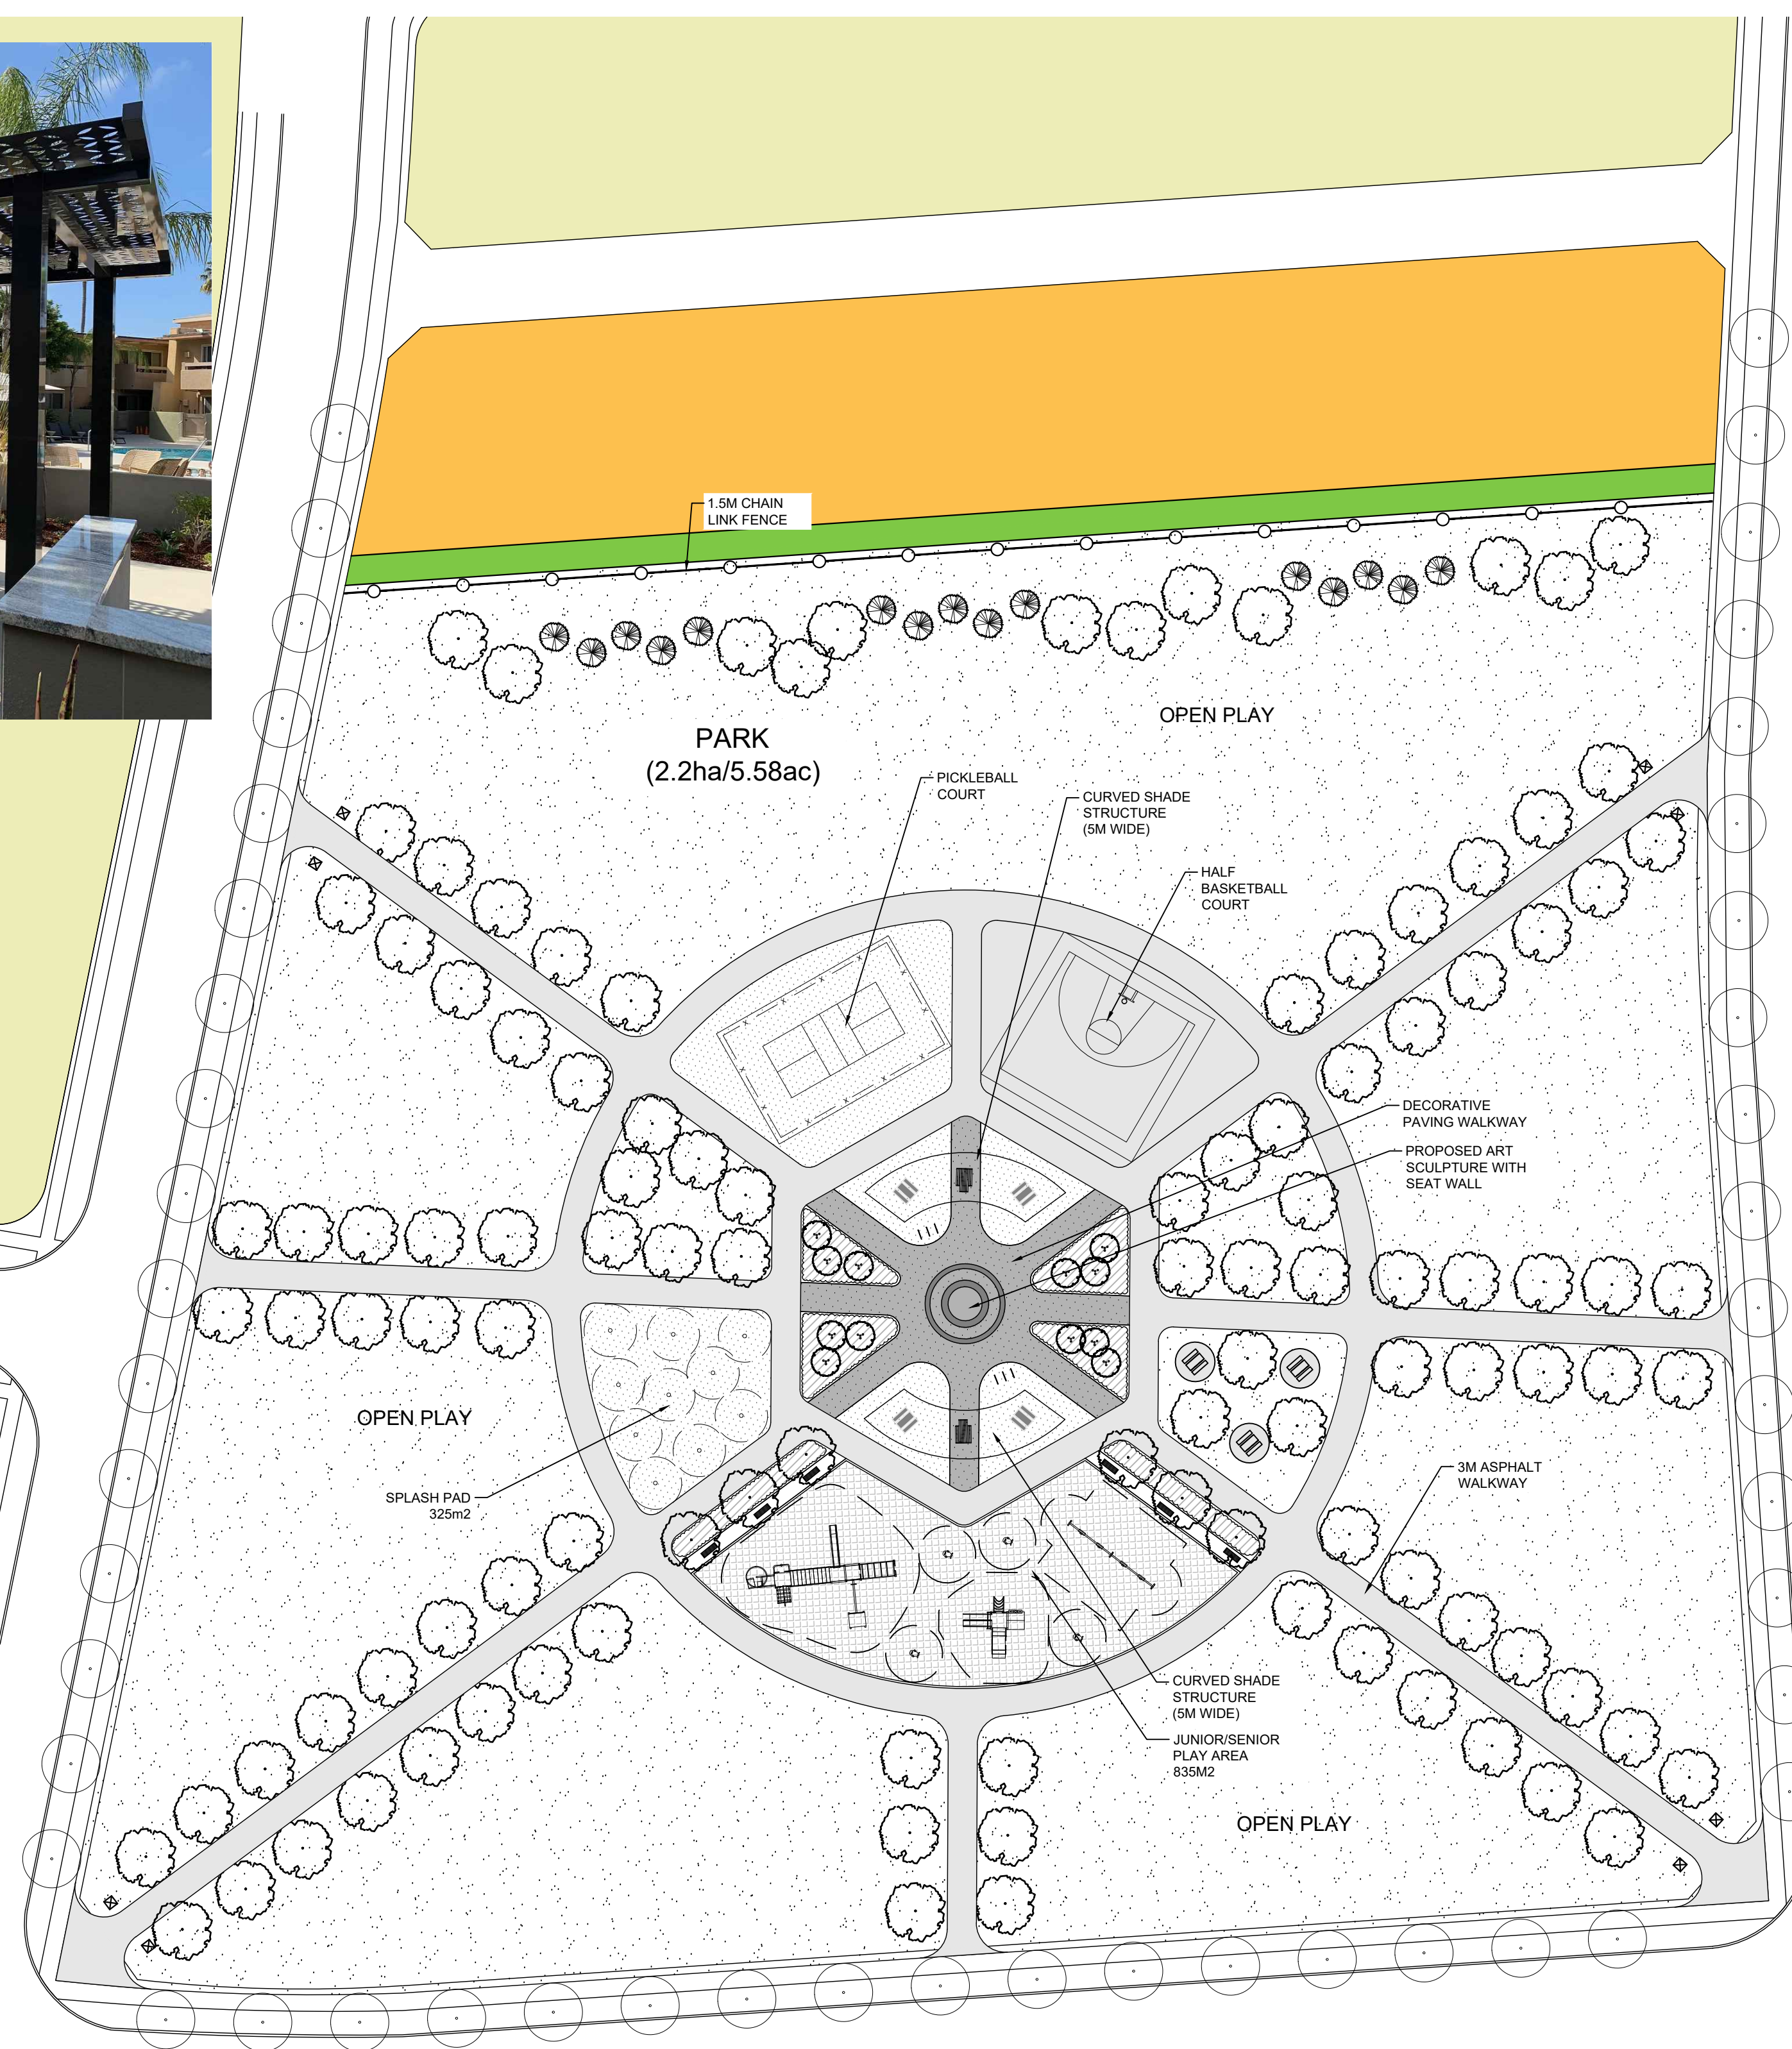 1.5M CHAIN
LINK FENCE
OPEN PLAY
PARK
(2.2ha/5.58ac)
PICKLEBALL
COURT
CURVED SHADE
STRUCTURE
(5M WIDE)
HALF
BASKETBALL
COURT
DECORATIVE
PAVING WALKWAY
PROPOSED ART
SCULPTURE WITH
SEAT WALL
OPEN PLAY
3M ASPHALT
WALKWAY
SPLASH PAD
325m2
CURVED SHADE
STRUCTURE
(5M WIDE)
JUNIOR/SENIOR
PLAY AREA
835M2
OPEN PLAY